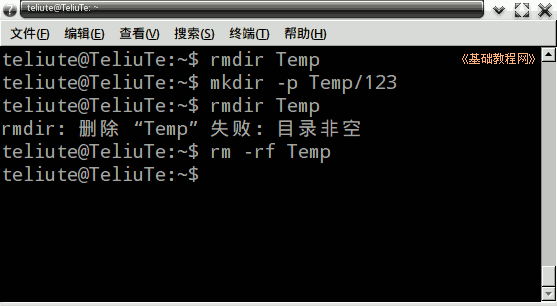 teliute@TeliuTe: ~
文件(F) 编辑(E) 查看(V) 搜索(S) 终端(T) 帮助(H)
teliute@TeliuTe:~$ rmdir Temp
《基础教程网》
teliute@TeliuTe:~$ mkdir -p Temp/123
teliute@TeliuTe:~$ rmdir Temp
rmdir: 删除 “Temp” 失败: 目录非空
teliute@TeliuTe:~$ rm -rf Temp
teliute@TeliuTe:~$